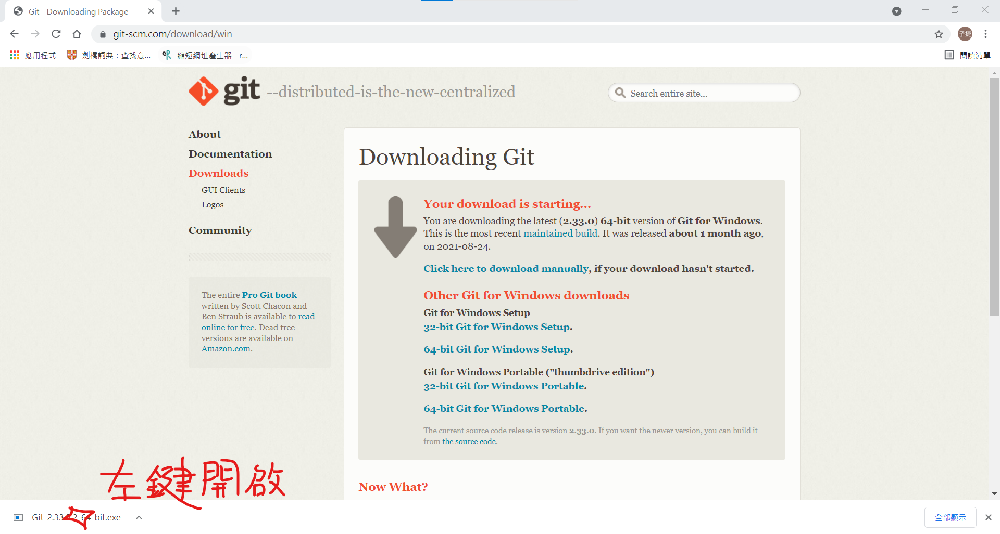 Git - Downloading Package
git-scm.com/download/win
子捷
應用程式
劍橋詞典：查找意...
縮短網址產生器 - r...
閱讀清單
git --distributed-is-the-new-centralized
Search entire site...
About
Documentation
Downloads
GUI Clients
Logos
Community
The entire Pro Git book
written by Scott Chacon and
Ben Straub is available to read
online for free. Dead tree
versions are available on
Amazon.com.
Downloading Git
Your download is starting...
You are downloading the latest (2.33.0) 64-bit version of Git for Windows.
This is the most recent maintained build. It was released about 1 month ago,
on 2021-08-24.
Click here to download manually, if your download hasn't started.
Other Git for Windows downloads
Git for Windows Setup
32-bit Git for Windows Setup.
64-bit Git for Windows Setup.
Git for Windows Portable ("thumbdrive edition")
32-bit Git for Windows Portable.
64-bit Git for Windows Portable.
The current source code release is version 2.33.0. If you want the newer version, you can build it
from the source code.
Now What?
左鍵開啟
Git-2.33.0.2-64-bit.exe
全部顯示